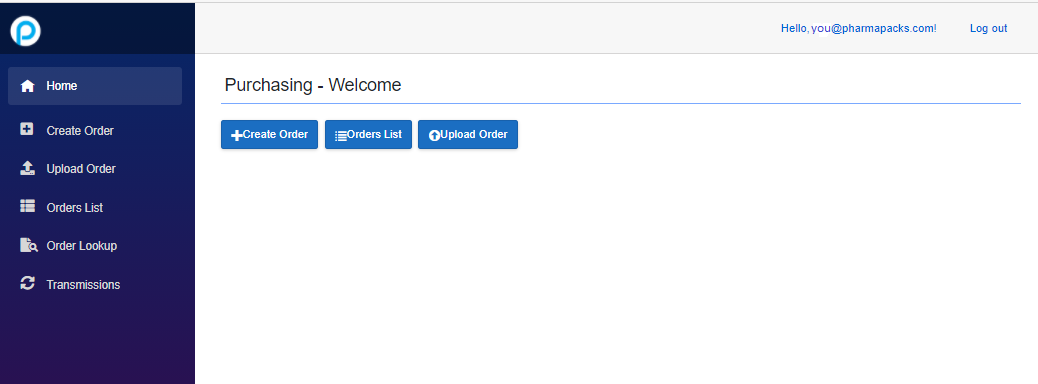 Hello, you@pharmapacks.com! Log out
Home
Create Order
Upload Order
Orders List
Order Lookup
Transmissions
Purchasing - Welcome
Create Order Orders List Upload Order